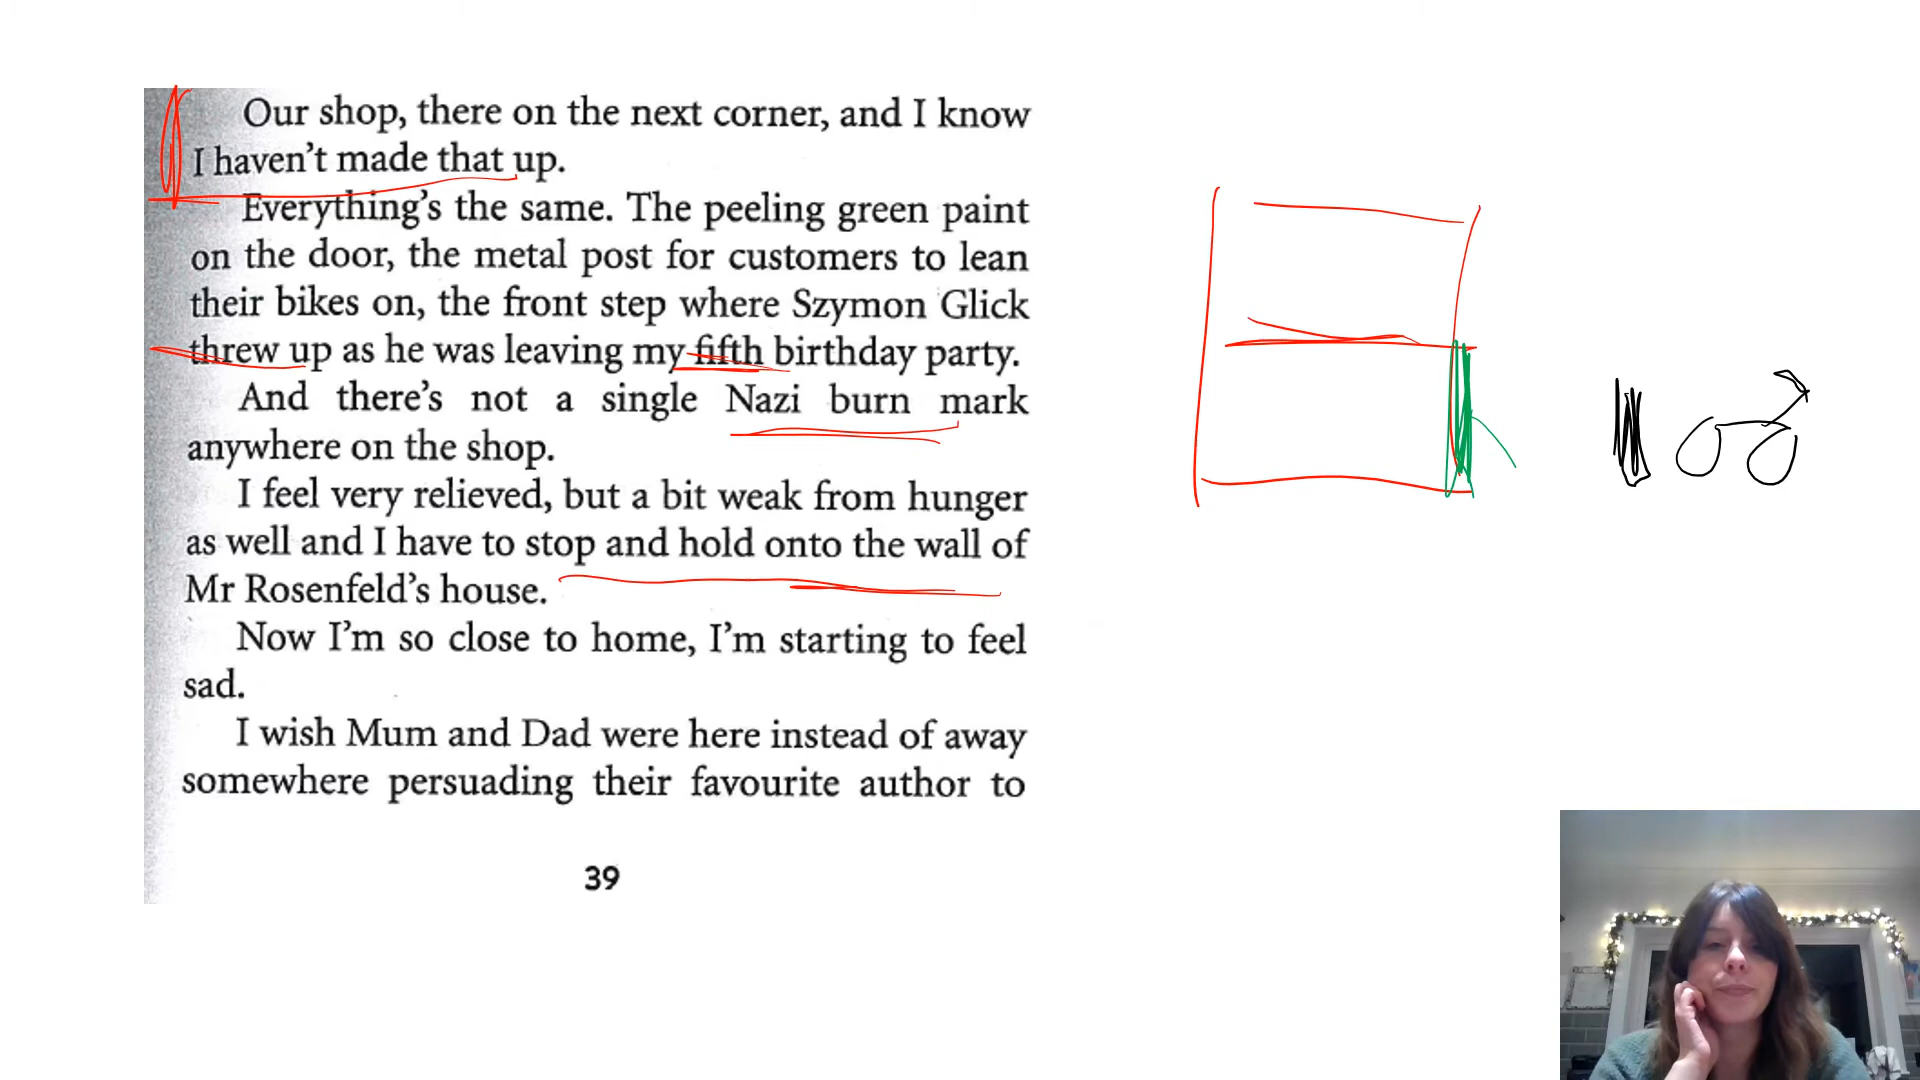 Our shop, there on the next corner, and I know
I haven't made that up.
Everything's the same. The peeling green paint
on the door, the metal post for customers to lean
their bikes on, the front step where Szymon Glick
threw up as he was leaving my fifth birthday party.
And there's not a single Nazi burn mark
anywhere on the shop.
I feel very relieved, but a bit weak from hunger
as well and I have to stop and hold onto the wall of
Mr Rosenfeld's house.
Now I'm so close to home, I'm starting to feel
sad.
I wish Mum and Dad were here instead of away
somewhere persuading their favourite author to
39